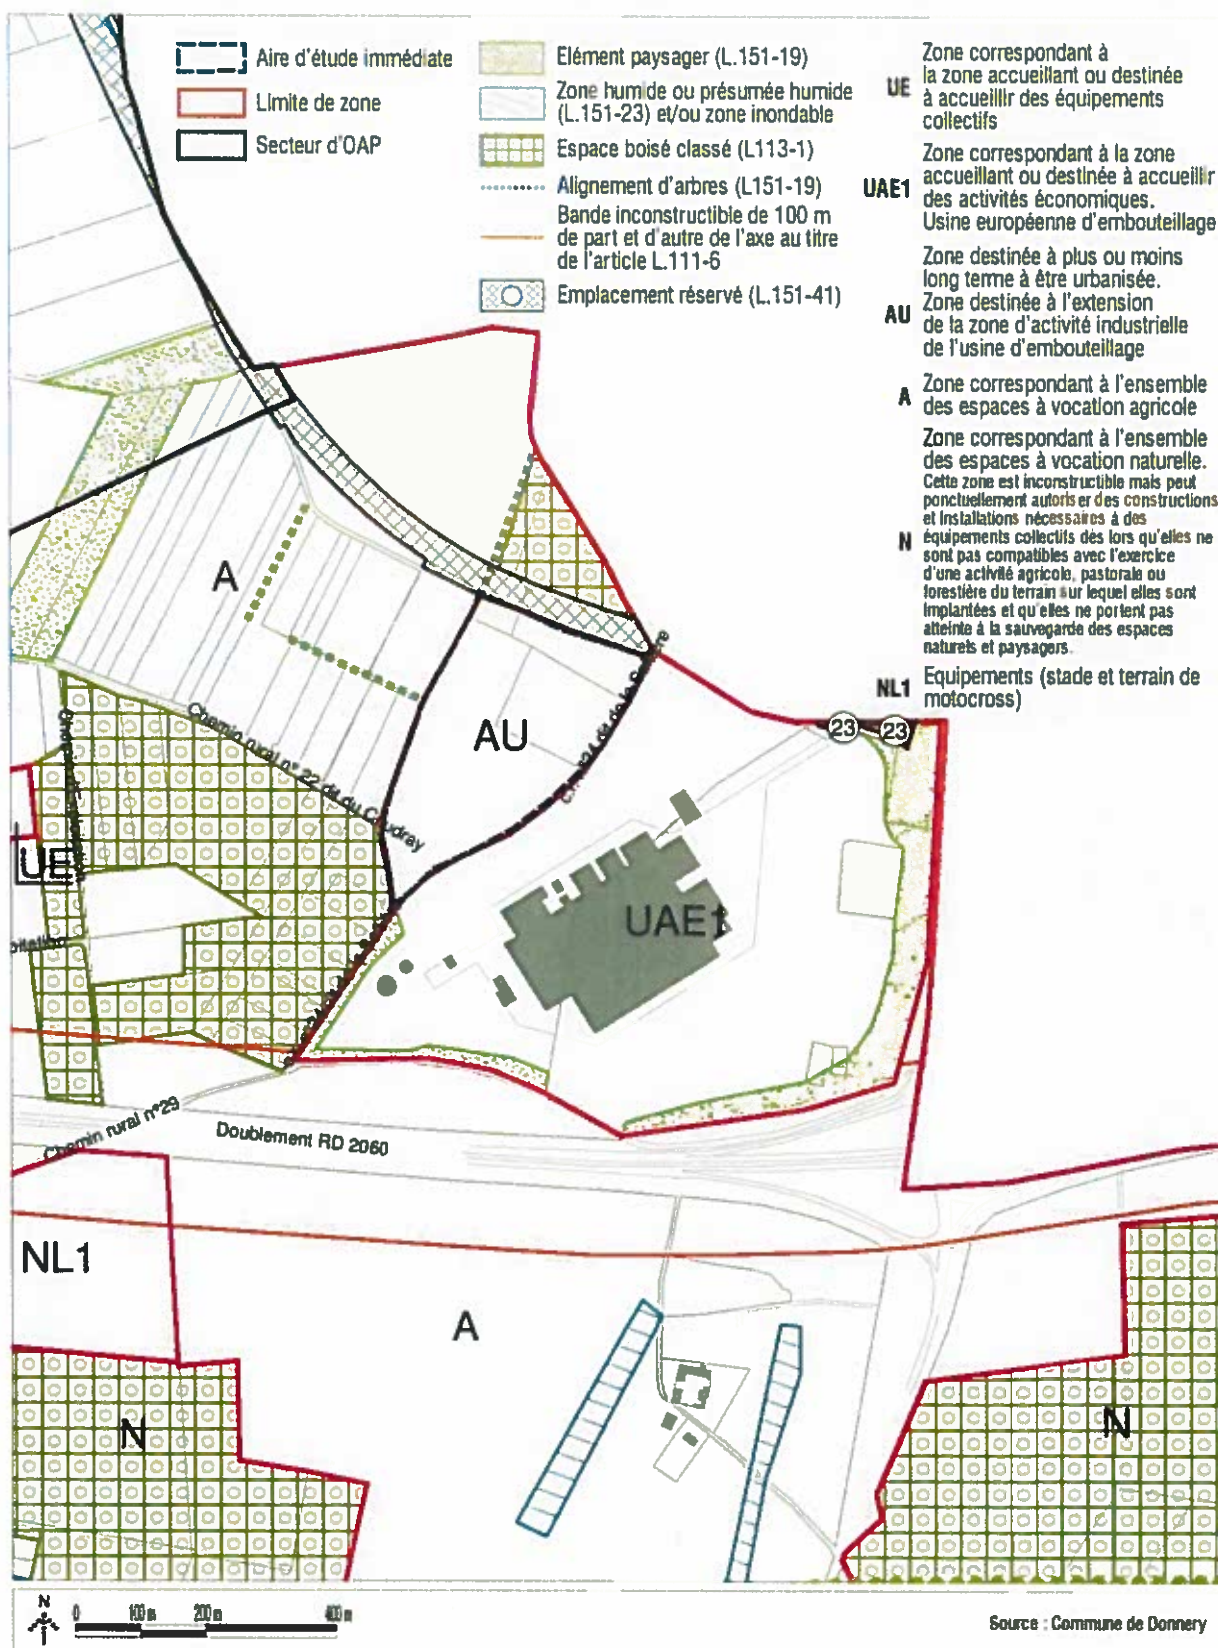 Aire d'étude immédiate
Limite de zone
Secteur d'OAP
Elément paysager (L.151-19)
Zone humide ou présumée humide
(L.151-23) et/ou zone inondable
Espace boisé classé (L113-1)
Alignement d'arbres (L151-19)
Bande inconstructible de 100 m
de part et d'autre de l'axe au titre
de l'article L.111-6
Emplacement réservé (L.151-41)
UE
Zone correspondant à
la zone accueillant ou destinée
à accueillir des équipements
collectifs
UAE1
Zone correspondant à la zone
accueillant ou destinée à accueillir
des activités économiques.
Usine européenne d'embouteillage
AU
Zone destinée à plus ou moins
long terme à être urbanisée.
Zone destinée à l'extension
de la zone d'activité industrielle
de l'usine d'embouteillage
A
Zone correspondant à l'ensemble
des espaces à vocation agricole
N
Zone correspondant à l'ensemble
des espaces à vocation naturelle.
Cette zone est inconstructible mais peut
ponctuellement autoriser des constructions
et installations nécessaires à des
équipements collectifs dès lors qu'elles ne
sont pas compatibles avec l'exercice
d'une activité agricole, pastorale ou
forestière du terrain sur lequel elles sont
implantées et qu'elles ne portent pas
atteinte à la sauvegarde des espaces
naturels et paysagers.
NL1
Equipements (stade et terrain de
motocross)
A
AU
23
23
Chemin rural n° 22 dit du Coudray
UE
UAE1
Chemin rural n°29
Doublement RD 2060
NL1
A
N
N
N
0 100 m 200 m 400 m
Source : Commune de Donnery